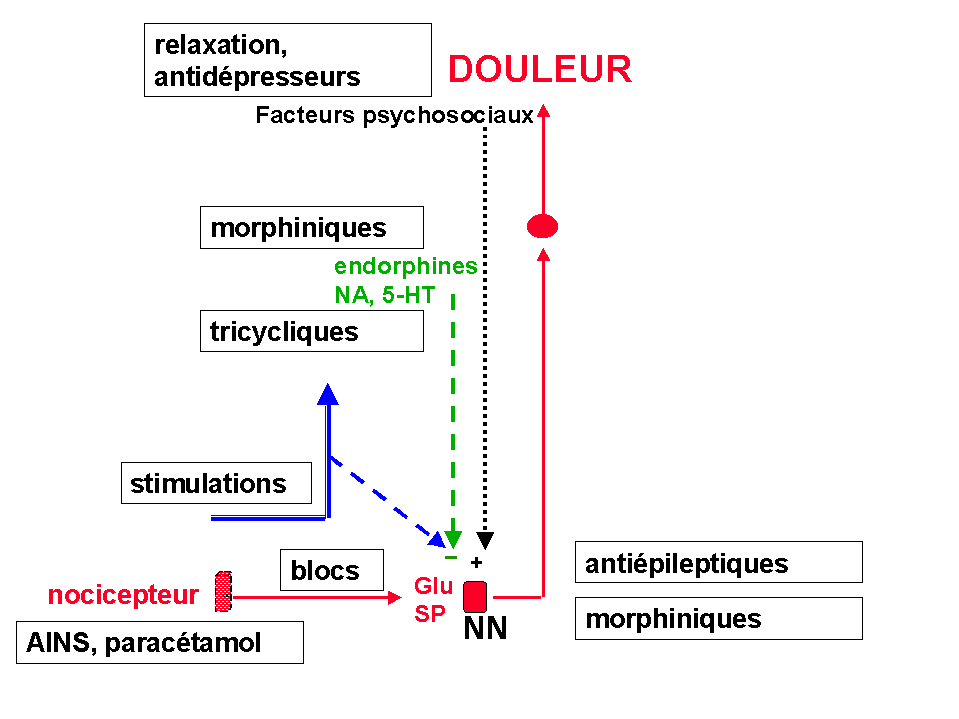 relaxation,
antidépresseurs
DOULEUR
Facteurs psychosociaux
morphiniques
endorphines
NA, 5-HT
tricycliques
stimulations
– +
blocs
antiépileptiques
nocicepteur
Glu
SP
NN
morphiniques
AINS, paracétamol